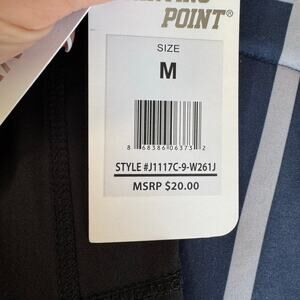 POINT®
SIZE
M
8 68386 06373 2
STYLE #J1117C-9-W261J
MSRP $20.00